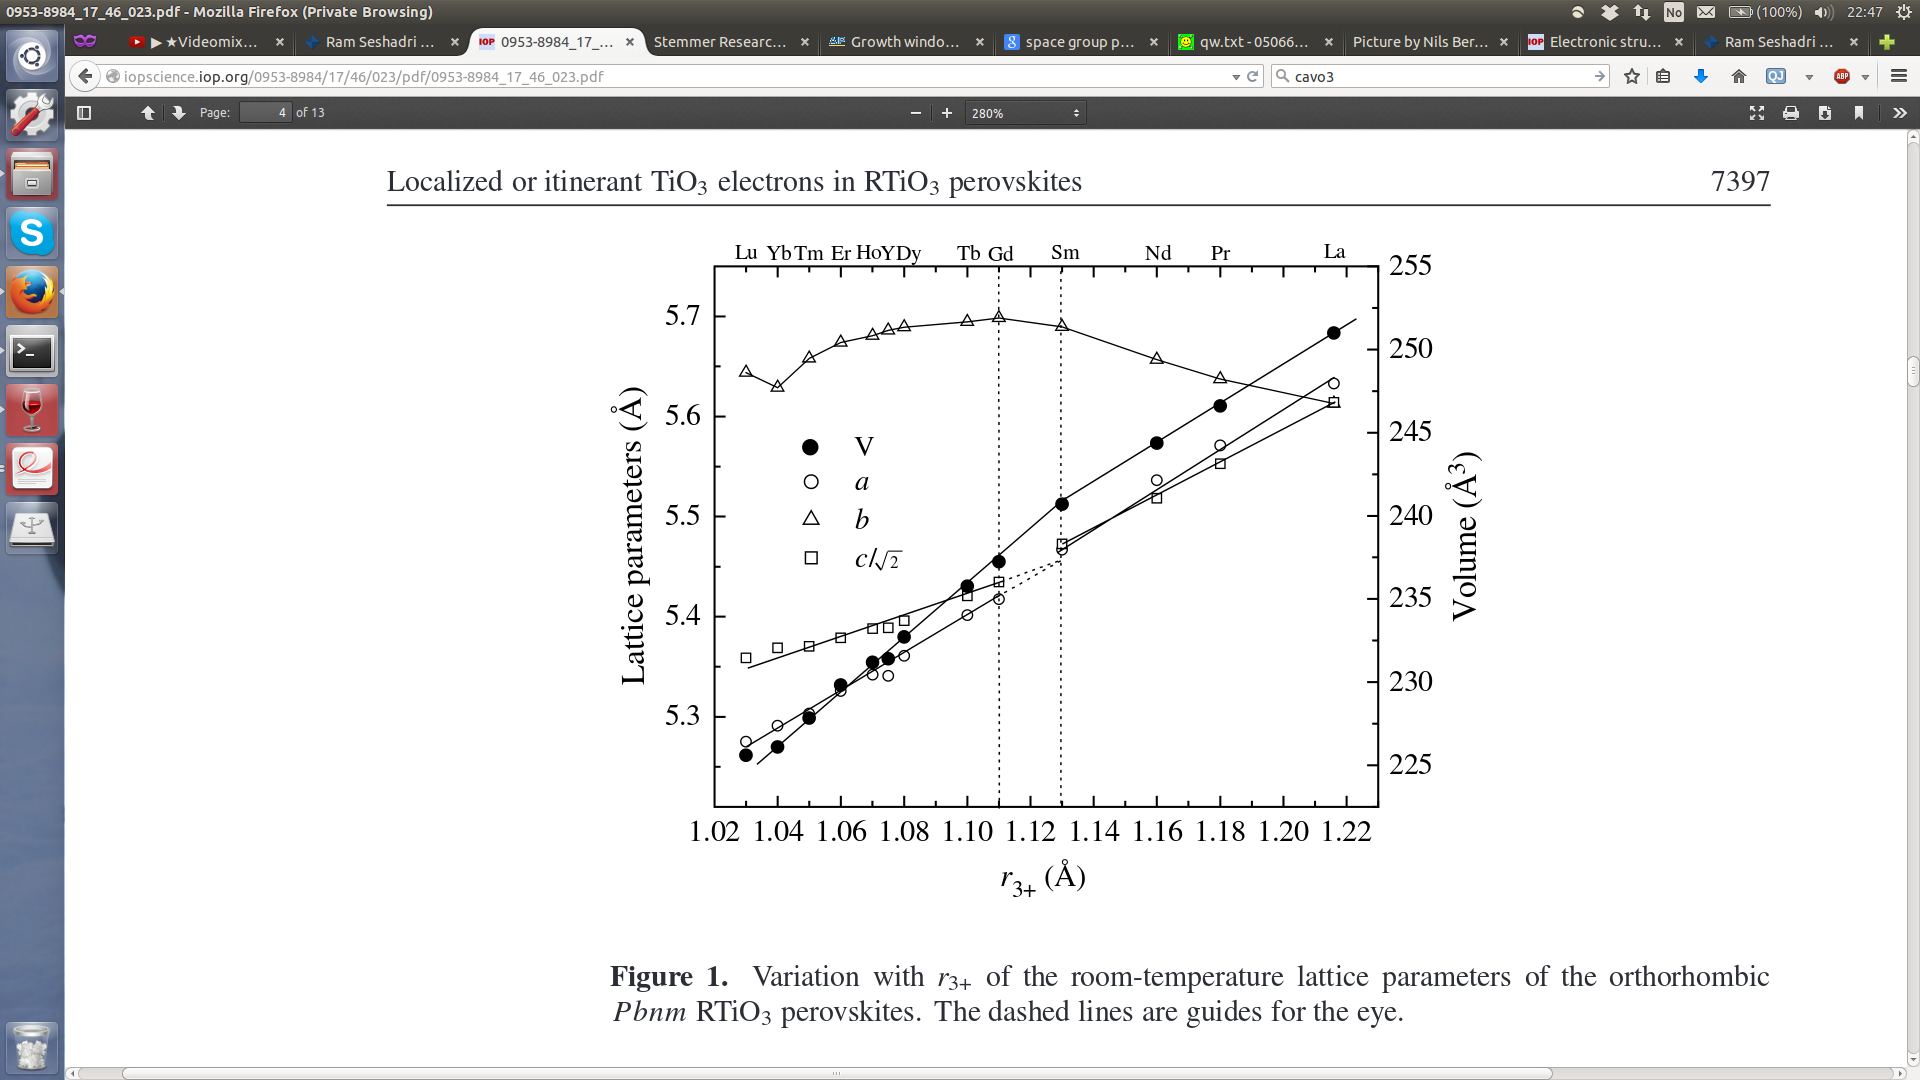 0953-8984_17_46_023.pdf - Mozilla Firefox (Private Browsing)
No (100%) 22:47
▶ ★Videomix... ×
Ram Seshadri ... ×
IOP 0953-8984_17_... ×
Stemmer Researc... ×
Growth windo... ×
8 space group p... ×
qw.txt - 05066... ×
Picture by Nils Ber... ×
IOP Electronic stru... ×
Ram Seshadri ... ×
iopscience.iop.org/0953-8984/17/46/023/pdf/0953-8984_17_46_023.pdf
cavo3
QJ
ABP
Page: 4 of 13
280%
Localized or itinerant TiO3 electrons in RTiO3 perovskites 7397
Lu Yb Tm Er Ho Y Dy Tb Gd Sm Nd Pr La
5.7
5.6
5.5
5.4
5.3
Lattice parameters (Å)
V
a
b
c/√2
255
250
245
240
235
230
225
Volume (Å3)
1.02 1.04 1.06 1.08 1.10 1.12 1.14 1.16 1.18 1.20 1.22
r3+ (Å)
Figure 1. Variation with r3+ of the room-temperature lattice parameters of the orthorhombic
Pbnm RTiO3 perovskites. The dashed lines are guides for the eye.